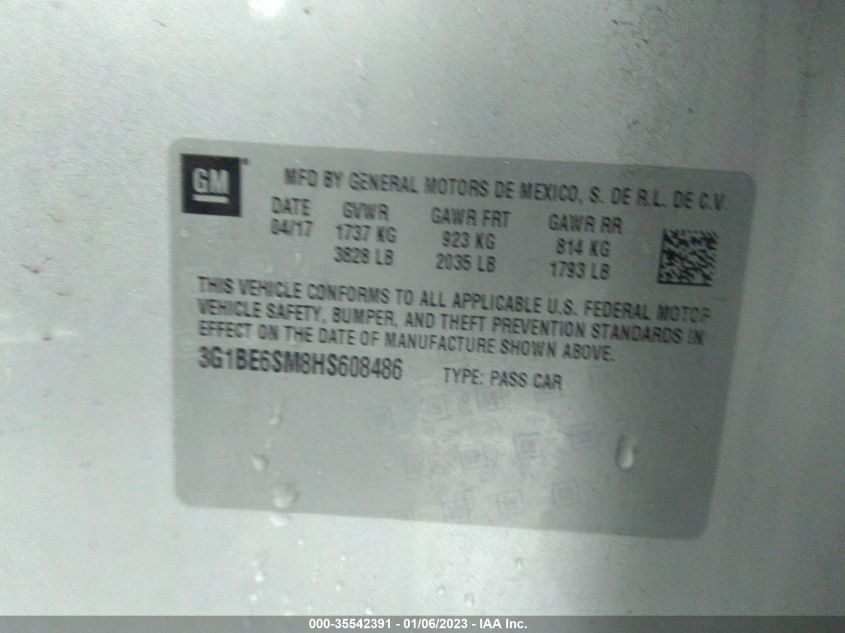 GM
MFD BY GENERAL MOTORS DE MEXICO, S. DE R.L. DE C.V.
DATE GVWR GAWR FRT GAWR RR
04/17 1737 KG 923 KG 814 KG
3828 LB 2035 LB 1793 LB
THIS VEHICLE CONFORMS TO ALL APPLICABLE U.S. FEDERAL MOTOR
VEHICLE SAFETY, BUMPER, AND THEFT PREVENTION STANDARDS IN
EFFECT ON THE DATE OF MANUFACTURE SHOWN ABOVE.
3G1BE6SM8HS608486 TYPE: PASS CAR
000-35542391 - 01/06/2023 - IAA Inc.